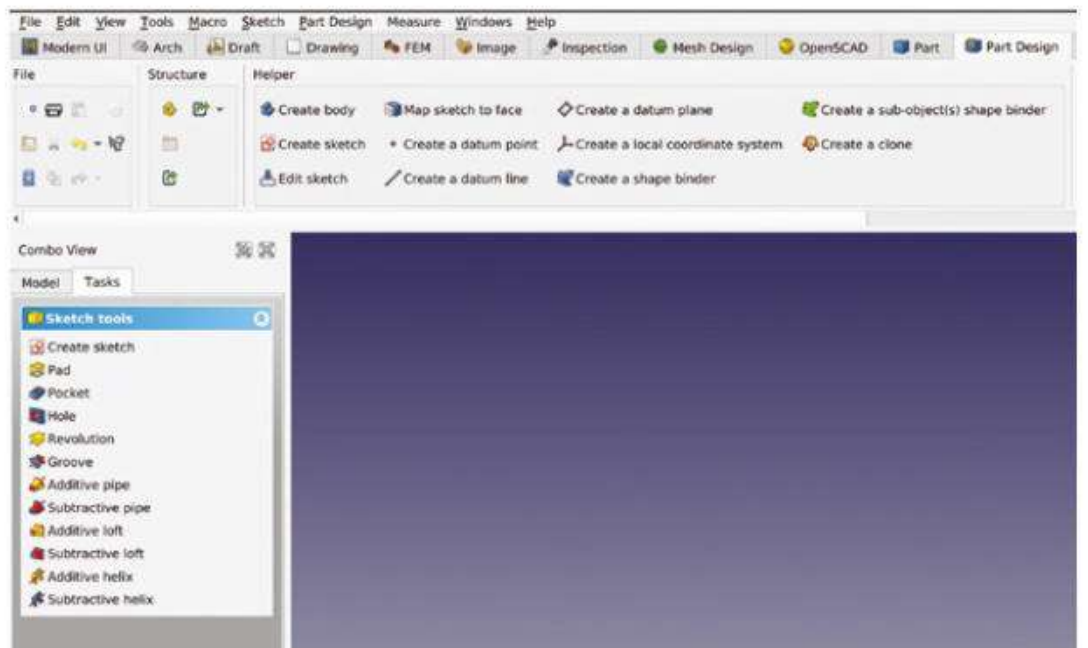 File Edit View Tools Macro Sketch Part Design Measure Windows Help
Modern UI Arch Draft Drawing FEM Image Inspection Mesh Design OpenSCAD Part Part Design
File Structure Helper
Create body Map sketch to face Create a datum plane Create a sub-object(s) shape binder
Create sketch Create a datum point Create a local coordinate system Create a clone
Edit sketch Create a datum line Create a shape binder
Combo View
Model Tasks
Sketch tools
Create sketch
Pad
Pocket
Hole
Revolution
Groove
Additive pipe
Subtractive pipe
Additive loft
Subtractive loft
Additive helix
Subtractive helix